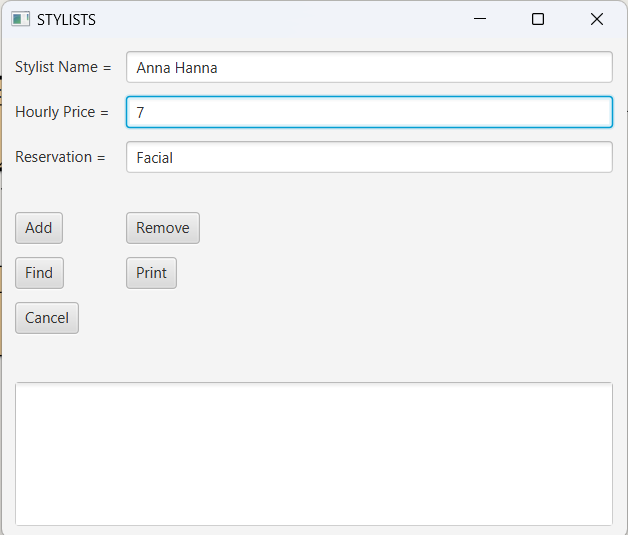 STYLISTS
Stylist Name = Anna Hanna
Hourly Price = 7
Reservation = Facial
Add Remove
Find Print
Cancel